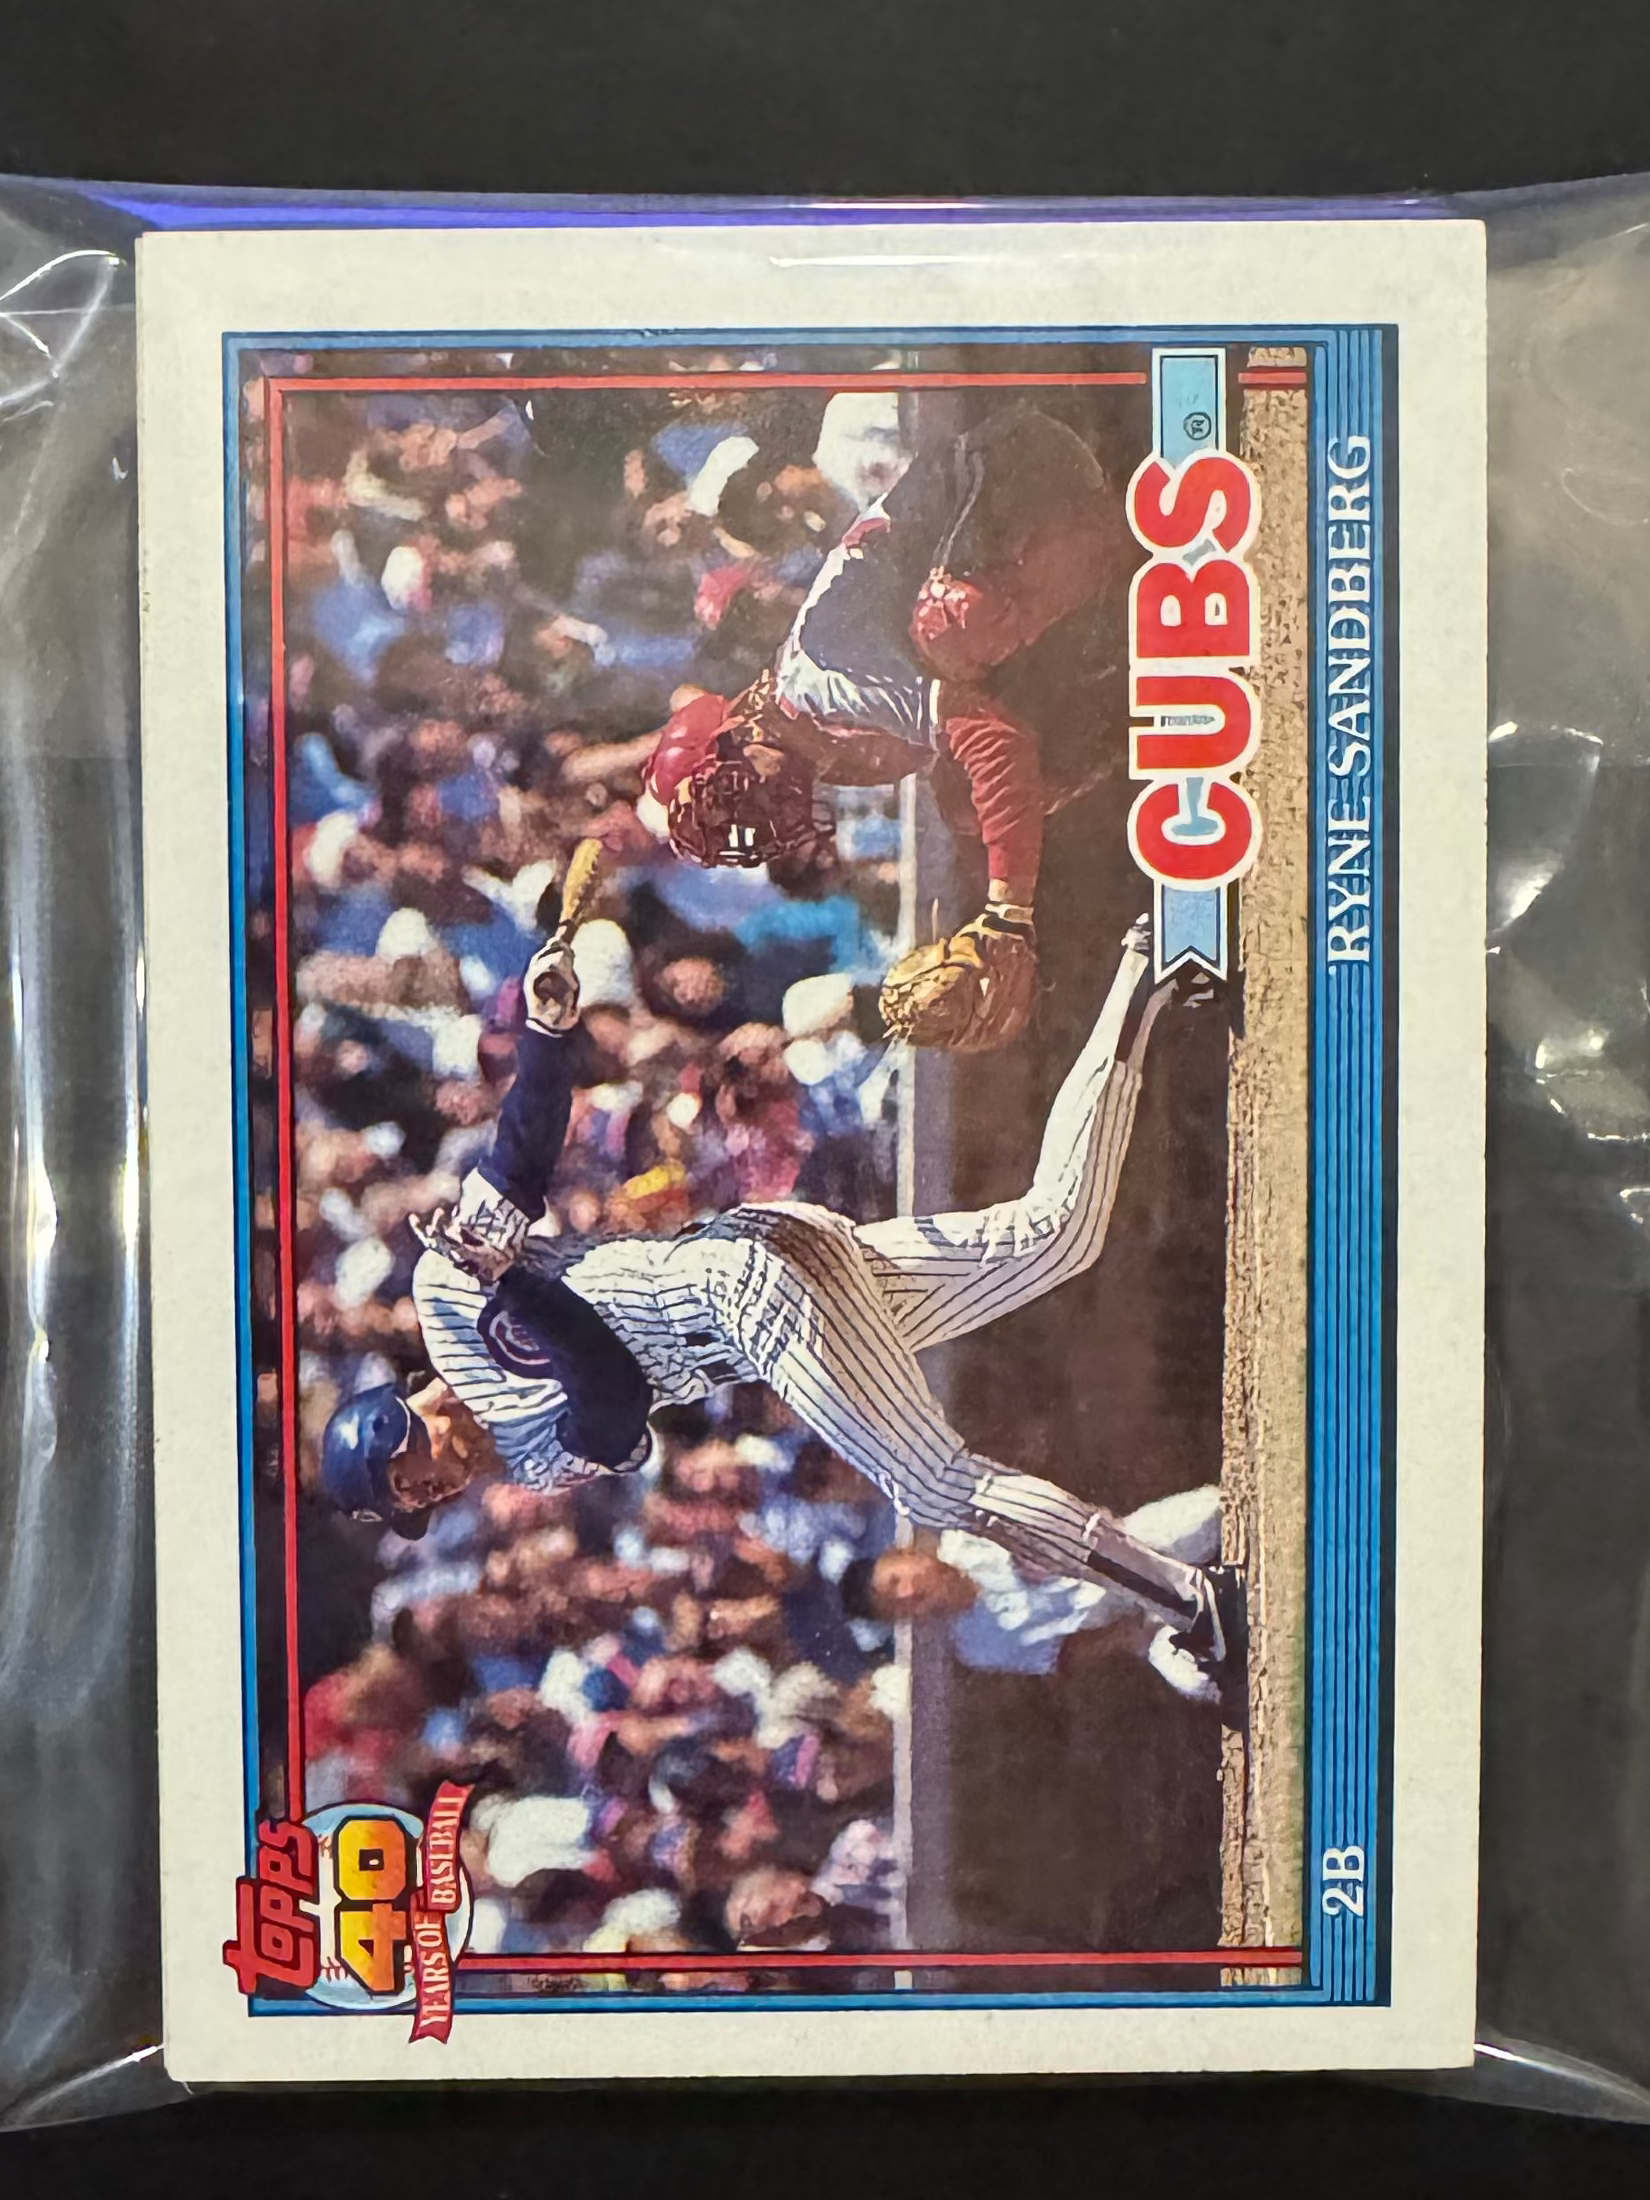 Topps
40
YEARS OF BASEBALL
CUBS®
RYNE SANDBERG
2B